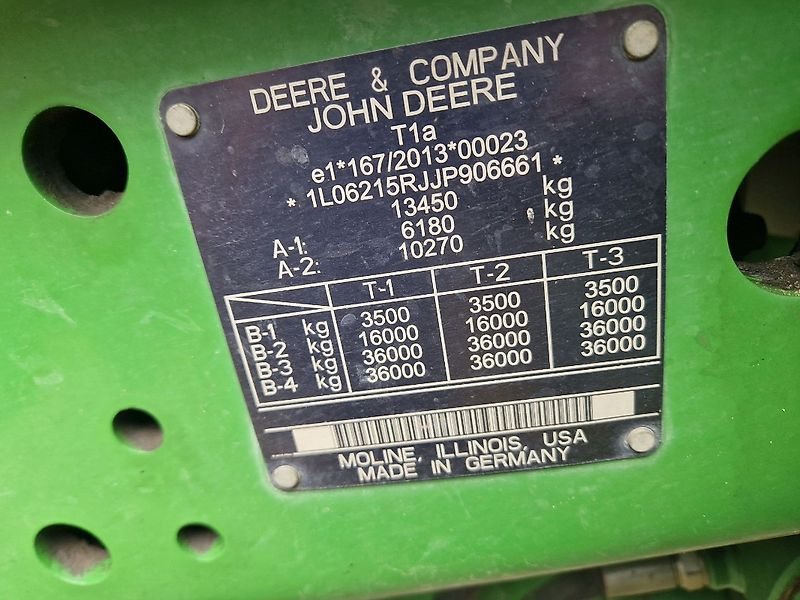 DEERE & COMPANY
JOHN DEERE
T1a
e1*167/2013*00023
* 1L06215RJJP906661 *
13450 kg
A-1: 6180 kg
A-2: 10270 kg
T-1 T-2 T-3
B-1 kg 3500 3500 3500
B-2 kg 16000 16000 16000
B-3 kg 36000 36000 36000
B-4 kg 36000 36000 36000
MOLINE, ILLINOIS, USA
MADE IN GERMANY